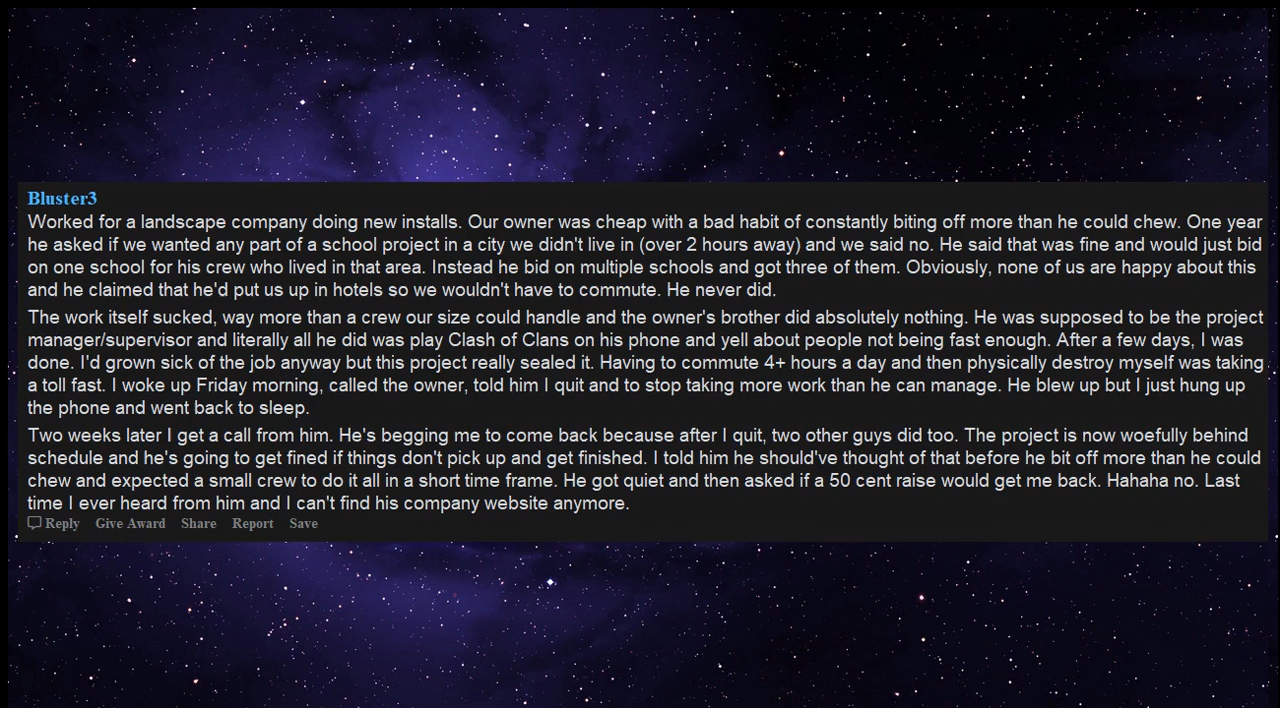 Bluster3
Worked for a landscape company doing new installs. Our owner was cheap with a bad habit of constantly biting off more than he could chew. One year
he asked if we wanted any part of a school project in a city we didn't live in (over 2 hours away) and we said no. He said that was fine and would just bid
on one school for his crew who lived in that area. Instead he bid on multiple schools and got three of them. Obviously, none of us are happy about this
and he claimed that he'd put us up in hotels so we wouldn't have to commute. He never did.
The work itself sucked, way more than a crew our size could handle and the owner's brother did absolutely nothing. He was supposed to be the project
manager/supervisor and literally all he did was play Clash of Clans on his phone and yell about people not being fast enough. After a few days, I was
done. I'd grown sick of the job anyway but this project really sealed it. Having to commute 4+ hours a day and then physically destroy myself was taking
a toll fast. I woke up Friday morning, called the owner, told him I quit and to stop taking more work than he can manage. He blew up but I just hung up
the phone and went back to sleep.
Two weeks later I get a call from him. He's begging me to come back because after I quit, two other guys did too. The project is now woefully behind
schedule and he's going to get fined if things don't pick up and get finished. I told him he should've thought of that before he bit off more than he could
chew and expected a small crew to do it all in a short time frame. He got quiet and then asked if a 50 cent raise would get me back. Hahaha no. Last
time I ever heard from him and I can't find his company website anymore.
Reply Give Award Share Report Save